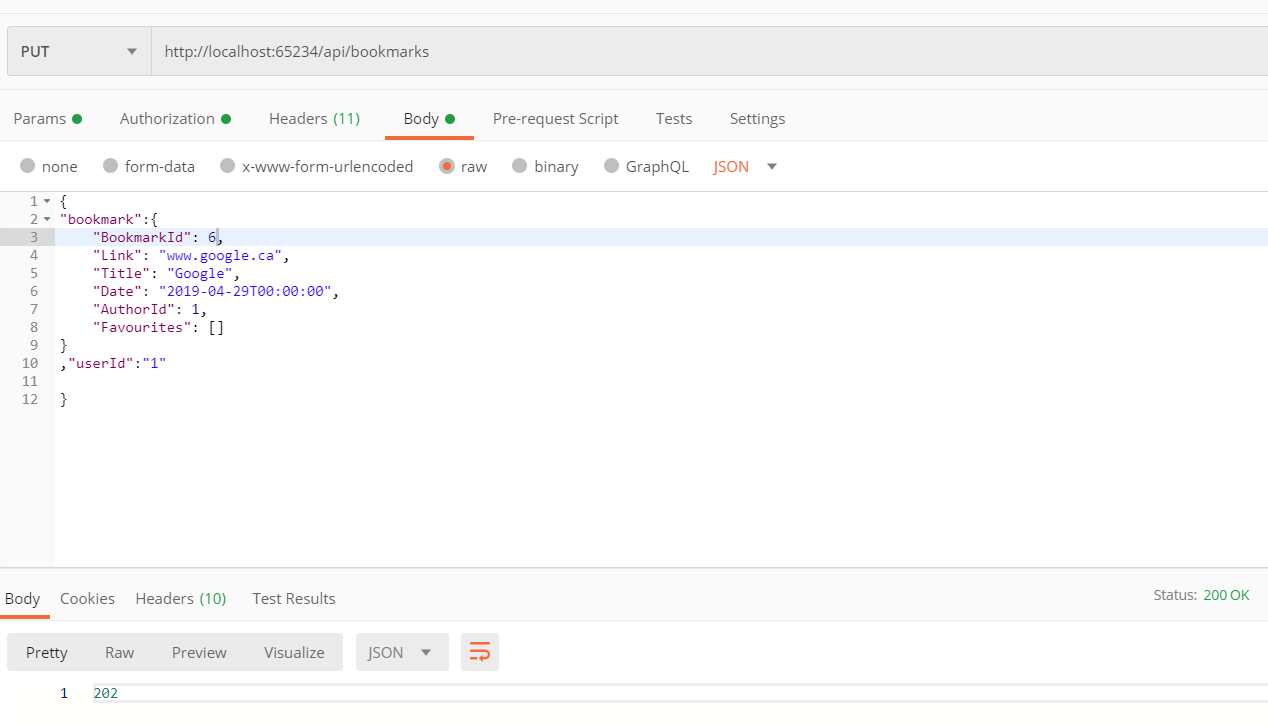 PUT http://localhost:65234/api/bookmarks
Params Authorization Headers (11) Body Pre-request Script Tests Settings
none form-data x-www-form-urlencoded raw binary GraphQL JSON
1 {
2 "bookmark":{
3 "BookmarkId": 6,
4 "Link": "www.google.ca",
5 "Title": "Google",
6 "Date": "2019-04-29T00:00:00",
7 "AuthorId": 1,
8 "Favourites": []
9 }
10 ,"userId":"1"
11
12 }
Body Cookies Headers (10) Test Results Status: 200 OK
Pretty Raw Preview Visualize JSON
1 202